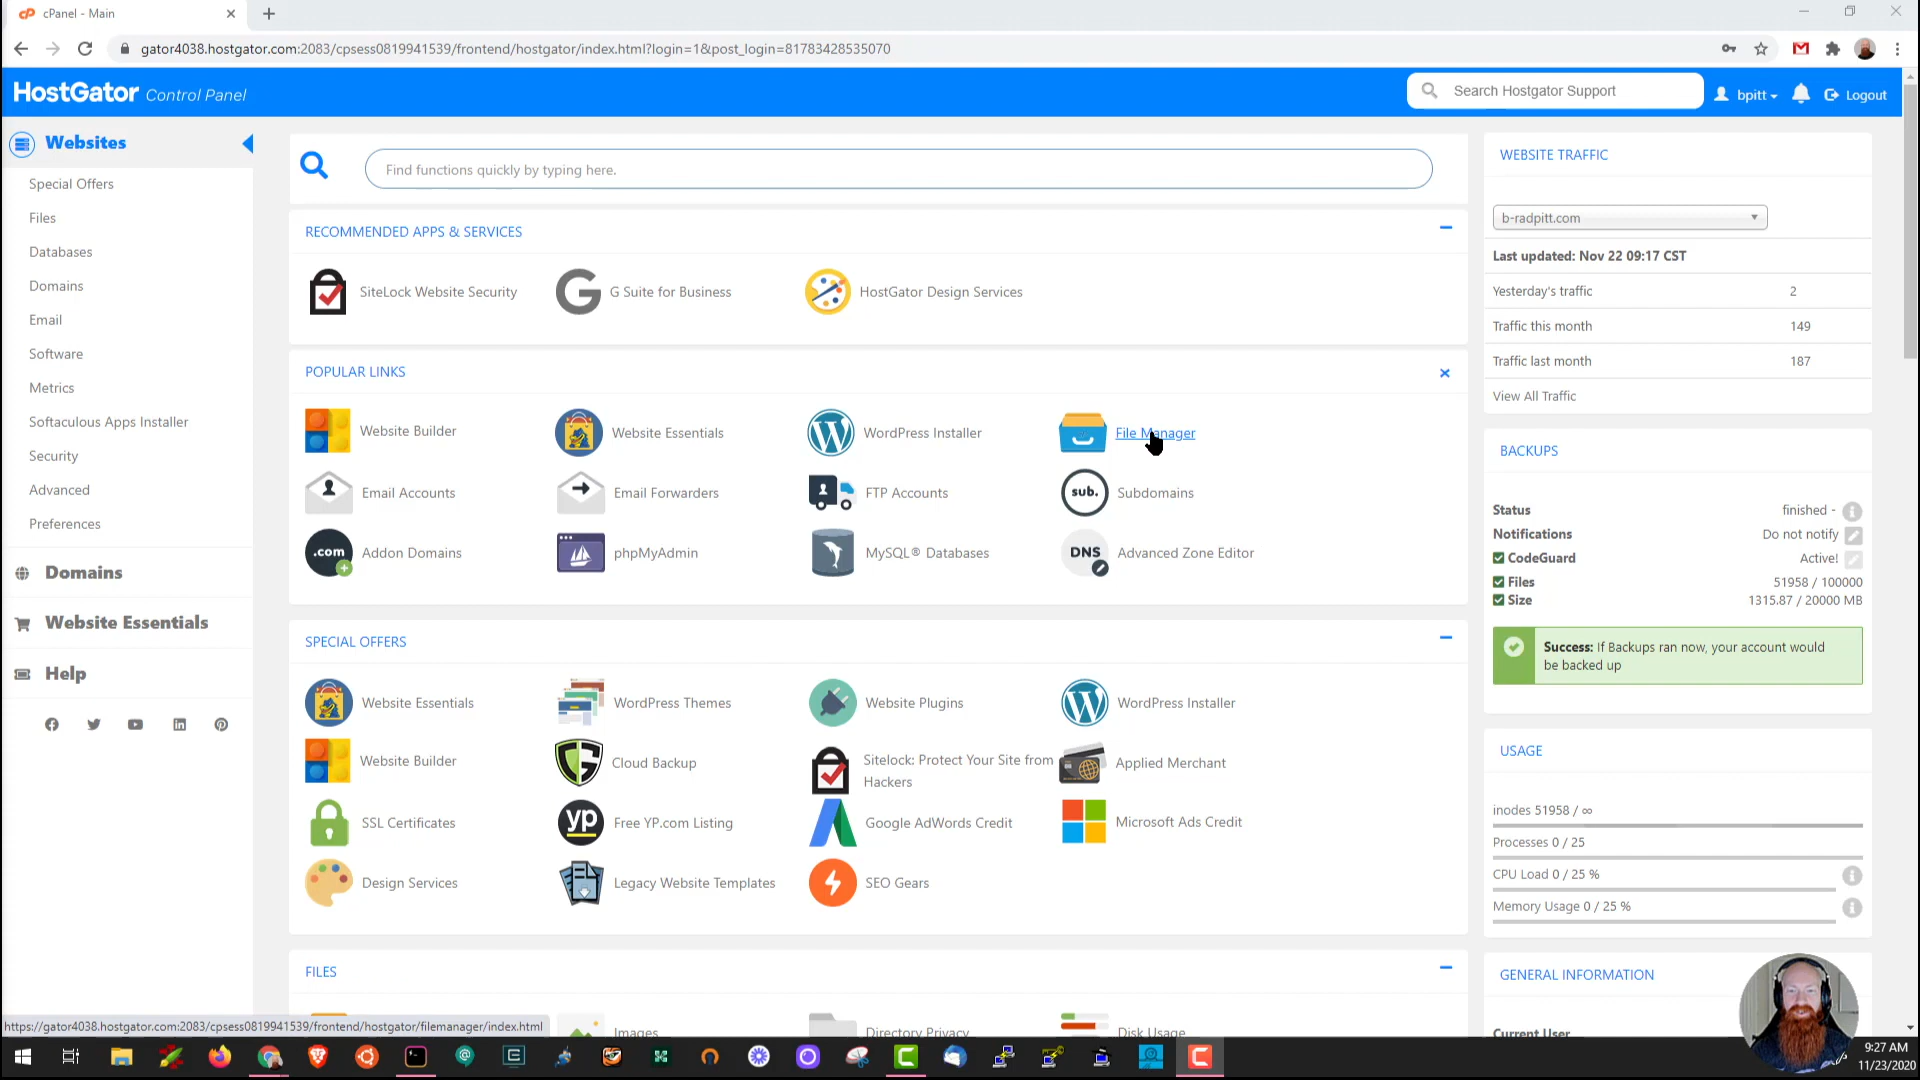 cPanel - Main
gator4038.hostgator.com:2083/cpsess0819941539/frontend/hostgator/index.html?login=1&post_login=81783428535070
HostGator Control Panel
Search Hostgator Support
bpitt
Logout
Websites
Special Offers
Files
Databases
Domains
Email
Software
Metrics
Softaculous Apps Installer
Security
Advanced
Preferences
Domains
Website Essentials
Help
Find functions quickly by typing here.
RECOMMENDED APPS & SERVICES
SiteLock Website Security
G Suite for Business
HostGator Design Services
POPULAR LINKS
Website Builder
Website Essentials
WordPress Installer
File Manager
Email Accounts
Email Forwarders
FTP Accounts
sub.
Subdomains
.com
Addon Domains
phpMyAdmin
MySQL® Databases
DNS
Advanced Zone Editor
SPECIAL OFFERS
Website Essentials
WordPress Themes
Website Plugins
WordPress Installer
Website Builder
Cloud Backup
Sitelock: Protect Your Site from
Hackers
Applied Merchant
SSL Certificates
yp
Free YP.com Listing
Google AdWords Credit
Microsoft Ads Credit
Design Services
Legacy Website Templates
SEO Gears
FILES
Images
Directory Privacy
Disk Usage
WEBSITE TRAFFIC
b-radpitt.com
Last updated: Nov 22 09:17 CST
Yesterday's traffic 2
Traffic this month 149
Traffic last month 187
View All Traffic
BACKUPS
Status finished -
Notifications Do not notify
CodeGuard Active!
Files 51958 / 100000
Size 1315.87 / 20000 MB
Success: If Backups ran now, your account would
be backed up
USAGE
inodes 51958 / ∞
Processes 0 / 25
CPU Load 0 / 25 %
Memory Usage 0 / 25 %
GENERAL INFORMATION
Current User
https://gator4038.hostgator.com:2083/cpsess0819941539/frontend/hostgator/filemanager/index.html
9:27 AM
11/23/2020